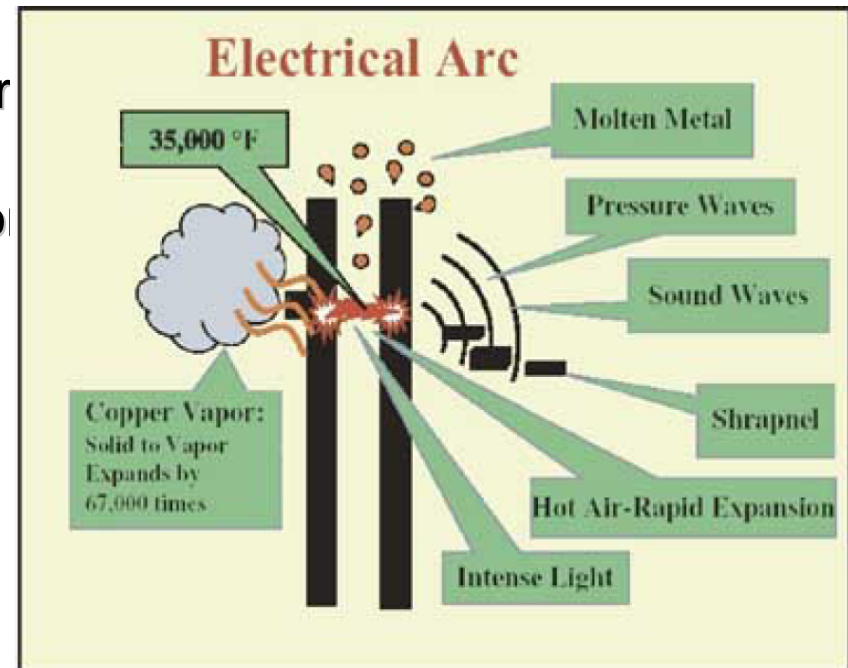 Electrical Arc
35,000 °F
Molten Metal
Pressure Waves
Sound Waves
Shrapnel
Copper Vapor:
Solid to Vapor
Expands by
67,000 times
Hot Air-Rapid Expansion
Intense Light